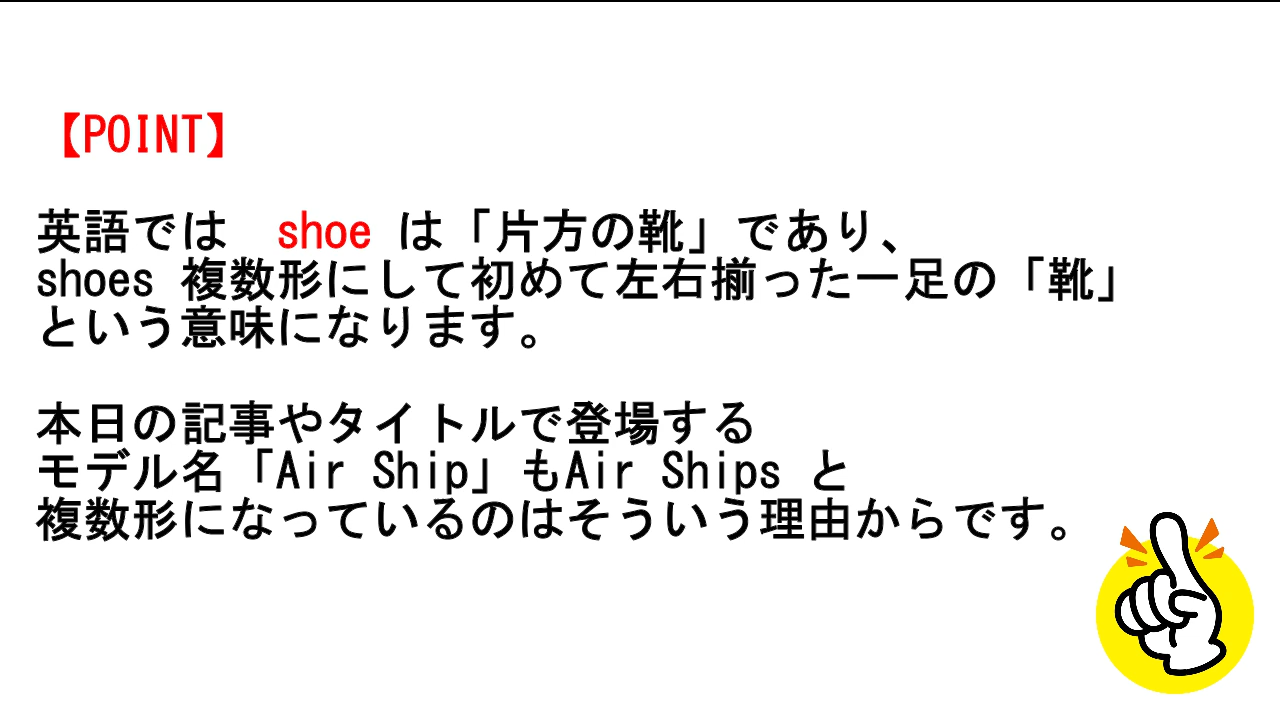 【POINT】
英語では　shoe は「片方の靴」であり、
shoes 複数形にして初めて左右揃った一足の「靴」
という意味になります。
本日の記事やタイトルで登場する
モデル名「Air Ship」もAir Ships と
複数形になっているのはそういう理由からです。